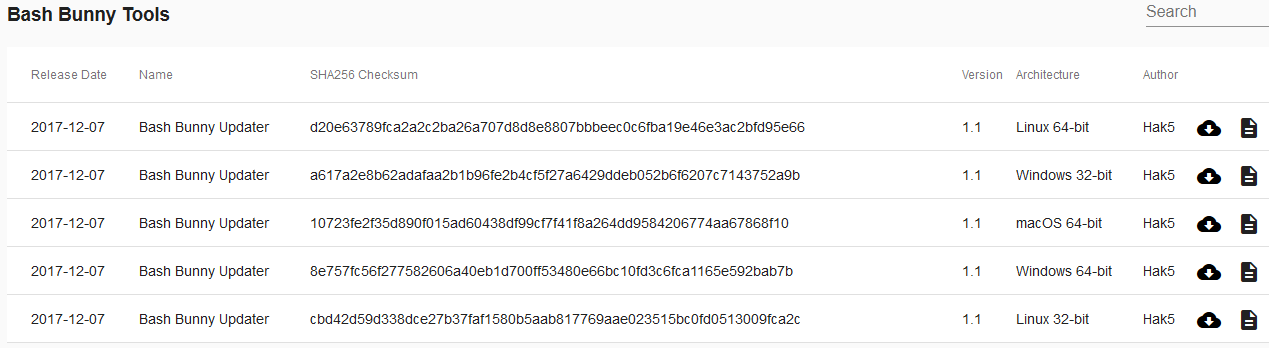 Bash Bunny Tools
Search
Release Date Name SHA256 Checksum Version Architecture Author
2017-12-07 Bash Bunny Updater d20e63789fca2a2c2ba26a707d8d8e8807bbbeec0c6fba19e46e3ac2bfd95e66 1.1 Linux 64-bit Hak5
2017-12-07 Bash Bunny Updater a617a2e8b62adafaa2b1b96fe2b4cf5f27a6429ddeb052b6f6207c7143752a9b 1.1 Windows 32-bit Hak5
2017-12-07 Bash Bunny Updater 10723fe2f35d890f015ad60438df99cf7f41f8a264dd9584206774aa67868f10 1.1 macOS 64-bit Hak5
2017-12-07 Bash Bunny Updater 8e757fc56f277582606a40eb1d700ff53480e66bc10fd3c6fca1165e592bab7b 1.1 Windows 64-bit Hak5
2017-12-07 Bash Bunny Updater cbd42d59d338dce27b37faf1580b5aab817769aae023515bc0fd0513009fca2c 1.1 Linux 32-bit Hak5